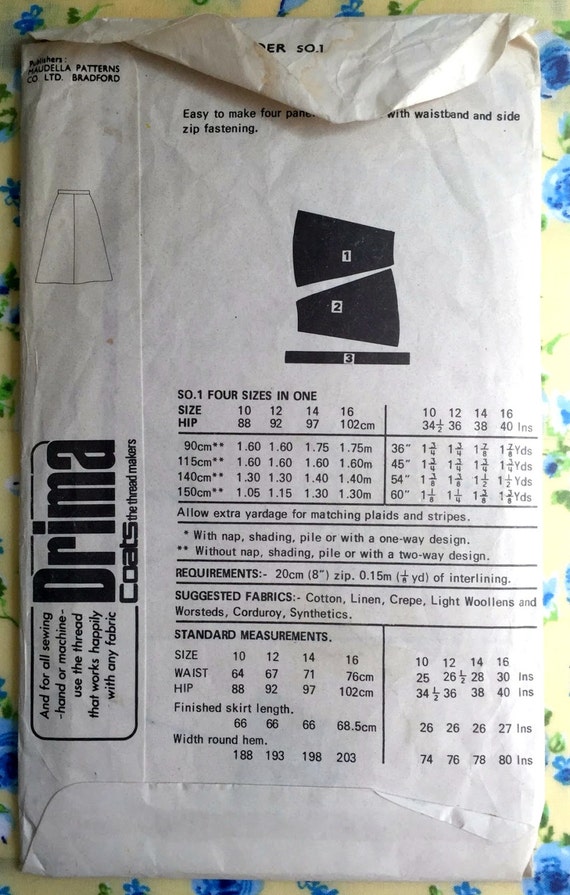 Publishers:
MAUDELLA PATTERNS
CO. LTD. BRADFORD
DER SO.1
Easy to make four with waistband and side
zip fastening.
1
2
3
SO.1 FOUR SIZES IN ONE
SIZE 10 12 14 16 10 12 14 16
HIP 88 92 97 102cm 34½ 36 38 40 Ins
90cm** 1.60 1.60 1.75 1.75m 36" 1¾ 1¾ 1⅞ 1⅞ Yds
115cm** 1.60 1.60 1.60 1.60m 45" 1¾ 1¾ 1¾ 1¾ Yds
140cm** 1.30 1.30 1.40 1.40m 54" 1⅜ 1⅜ 1½ 1½ Yds
150cm** 1.05 1.15 1.30 1.30m 60" 1⅛ 1¼ 1⅜ 1⅜ Yds
Allow extra yardage for matching plaids and stripes.
* With nap, shading, pile or with a one-way design.
** Without nap, shading, pile or with a two-way design.
REQUIREMENTS:- 20cm (8") zip. 0.15m (⅛ yd) of interlining.
SUGGESTED FABRICS:- Cotton, Linen, Crepe, Light Woollens and
Worsteds, Corduroy, Synthetics.
STANDARD MEASUREMENTS.
SIZE 10 12 14 16 10 12 14 16
WAIST 64 67 71 76cm 25 26½ 28 30 Ins
HIP 88 92 97 102cm 34½ 36 38 40 Ins
Finished skirt length.
66 66 66 68.5cm 26 26 26 27 Ins
Width round hem.
188 193 198 203 74 76 78 80 Ins
Drima
Coats the thread makers
And for all sewing
-hand or machine-
use the thread
that works happily
with any fabric